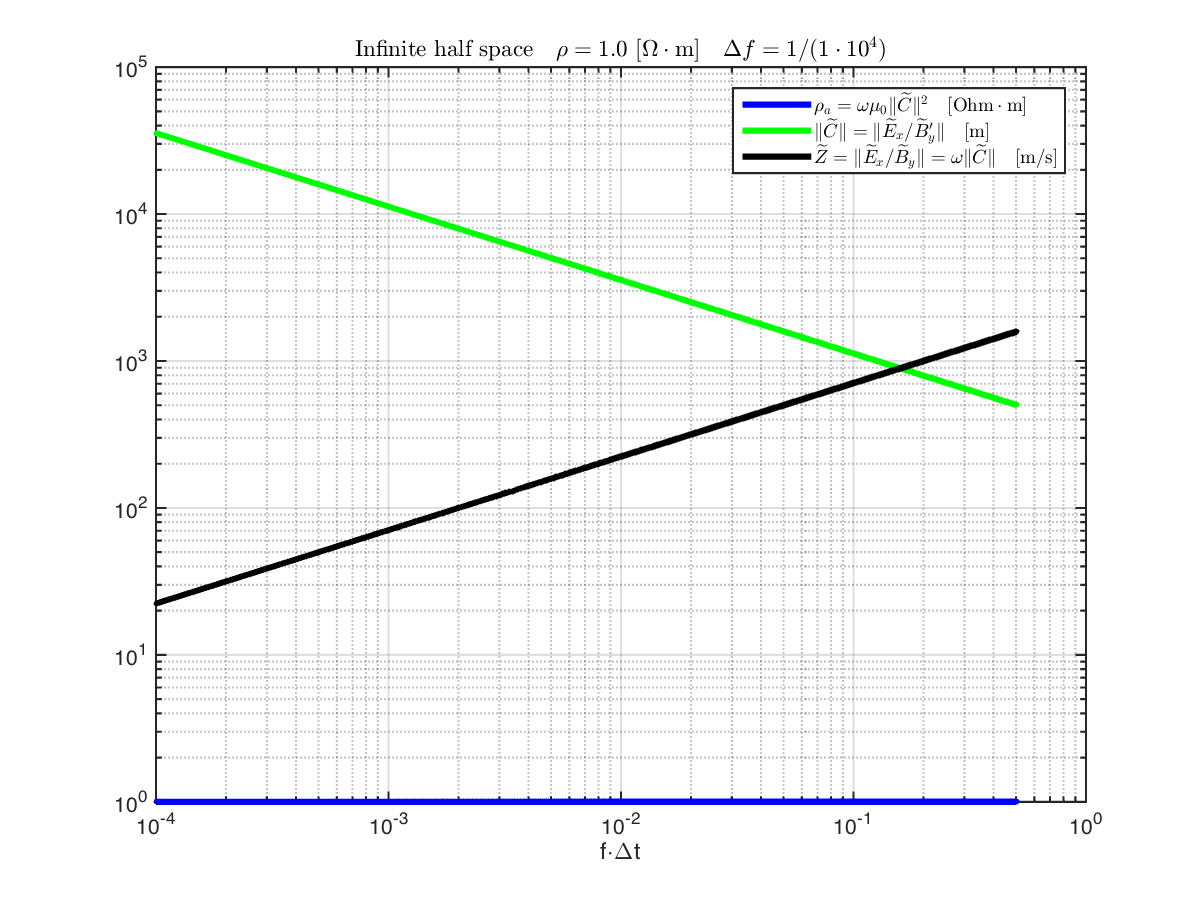 Infinite half space ρ = 1.0 [Ω · m] Δf = 1/(1 · 10⁴)
10⁵
ρₐ = ωμ₀‖C̃‖² [Ohm · m]
‖C̃‖ = ‖Ẽₓ/B̃′ᵧ‖ [m]
Z̃ = ‖Ẽₓ/B̃ᵧ‖ = ω‖C̃‖ [m/s]
10⁴
10³
10²
10¹
10⁰
10⁻⁴ 10⁻³ 10⁻² 10⁻¹ 10⁰
f·Δt